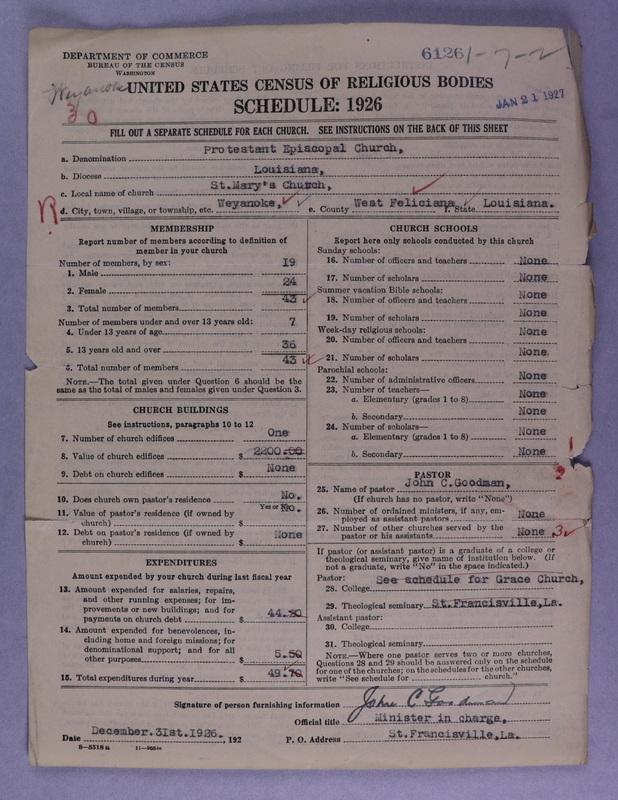 DEPARTMENT OF COMMERCE
BUREAU OF THE CENSUS
WASHINGTON
6126 1-7-2
Weyanoke
30
UNITED STATES CENSUS OF RELIGIOUS BODIES
SCHEDULE: 1926
JAN 21 1927
FILL OUT A SEPARATE SCHEDULE FOR EACH CHURCH. SEE INSTRUCTIONS ON THE BACK OF THIS SHEET
a. Denomination Protestant Episcopal Church,
b. Diocese Louisiana,
c. Local name of church St.Mary's Church,
R d. City, town, village, or township, etc. Weyanoke, e. County West Feliciana f. State Louisiana.
MEMBERSHIP
Report number of members according to definition of
member in your church
Number of members, by sex:
1. Male 19
2. Female 24
3. Total number of members 43
Number of members under and over 13 years old:
4. Under 13 years of age 7
5. 13 years old and over 36
6. Total number of members 43
NOTE.—The total given under Question 6 should be the
same as the total of males and females given under Question 3.
CHURCH BUILDINGS
See instructions, paragraphs 10 to 12
7. Number of church edifices One
8. Value of church edifices $ 2200.00
9. Debt on church edifices $ None
10. Does church own pastor's residence No.
Yes or No
11. Value of pastor's residence (if owned by No.
church) $
12. Debt on pastor's residence (if owned by None
church) $
EXPENDITURES
Amount expended by your church during last fiscal year
13. Amount expended for salaries, repairs,
and other running expenses; for im-
provements or new buildings; and for
payments on church debt $ 44.20
14. Amount expended for benevolences, in-
cluding home and foreign missions; for
denominational support; and for all
other purposes $ 5.50
15. Total expenditures during year $ 49.70
CHURCH SCHOOLS
Report here only schools conducted by this church
Sunday schools:
16. Number of officers and teachers None
17. Number of scholars None
Summer vacation Bible schools:
18. Number of officers and teachers None
19. Number of scholars None
Week-day religious schools:
20. Number of officers and teachers None
21. Number of scholars None
Parochial schools:
22. Number of administrative officers None
23. Number of teachers—
a. Elementary (grades 1 to 8) None
b. Secondary None
24. Number of scholars—
a. Elementary (grades 1 to 8) None
b. Secondary None
PASTOR
25. Name of pastor John C.Goodman,
(If church has no pastor, write "None")
26. Number of ordained ministers, if any, em-
ployed as assistant pastors None
27. Number of other churches served by the
pastor or his assistants None 3
If pastor (or assistant pastor) is a graduate of a college or
theological seminary, give name of institution below. (If
not a graduate, write "None" in the space indicated.)
Pastor:
28. College See schedule for Grace Church,
29. Theological seminary St.Francisville,La.
Assistant pastor:
30. College
31. Theological seminary
NOTE.—Where one pastor serves two or more churches,
Questions 28 and 29 should be answered only on the schedule
for one of the churches; on the schedules for the other churches,
write "See schedule for church."
Signature of person furnishing information John C Goodman
Official title Minister in charge,
Date December.31st.1926. , 192 P. O. Address St.Francisville,La.
8—5518 a